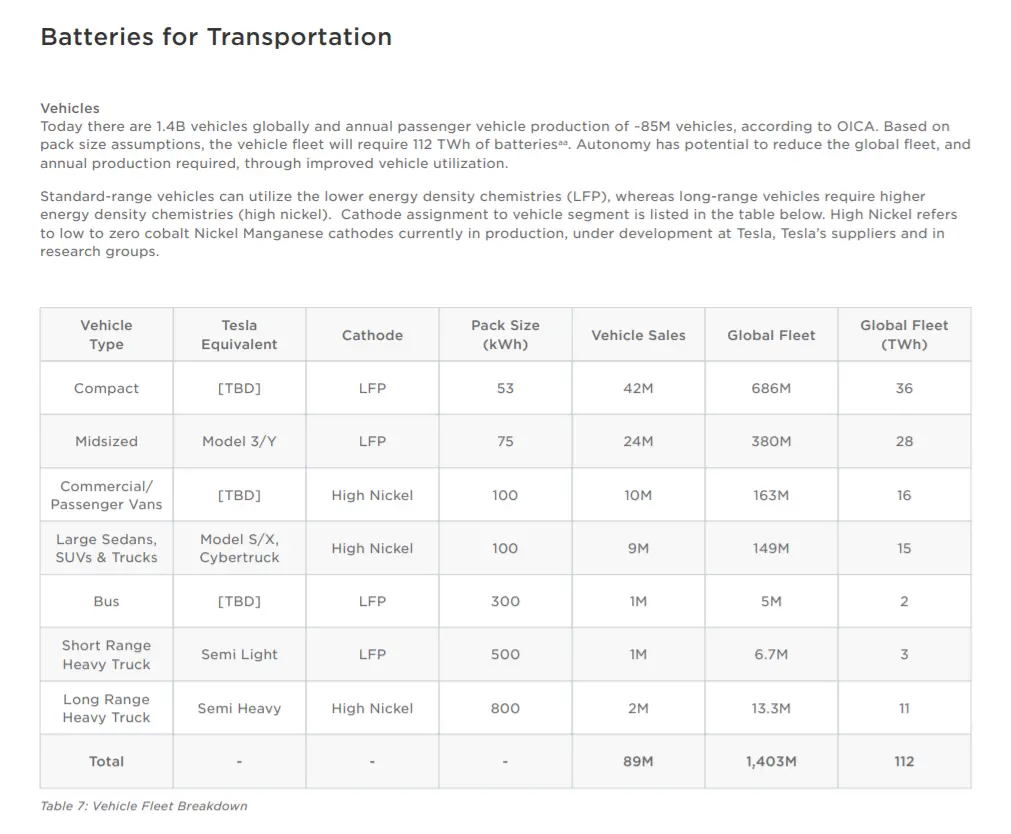 Batteries for Transportation
Vehicles
Today there are 1.4B vehicles globally and annual passenger vehicle production of ~85M vehicles, according to OICA. Based on
pack size assumptions, the vehicle fleet will require 112 TWh of batteriesᵃᵃ. Autonomy has potential to reduce the global fleet, and
annual production required, through improved vehicle utilization.
Standard-range vehicles can utilize the lower energy density chemistries (LFP), whereas long-range vehicles require higher
energy density chemistries (high nickel).  Cathode assignment to vehicle segment is listed in the table below. High Nickel refers
to low to zero cobalt Nickel Manganese cathodes currently in production, under development at Tesla, Tesla's suppliers and in
research groups.
Vehicle Type | Tesla Equivalent | Cathode | Pack Size (kWh) | Vehicle Sales | Global Fleet | Global Fleet (TWh)
Compact | [TBD] | LFP | 53 | 42M | 686M | 36
Midsized | Model 3/Y | LFP | 75 | 24M | 380M | 28
Commercial/ Passenger Vans | [TBD] | High Nickel | 100 | 10M | 163M | 16
Large Sedans, SUVs & Trucks | Model S/X, Cybertruck | High Nickel | 100 | 9M | 149M | 15
Bus | [TBD] | LFP | 300 | 1M | 5M | 2
Short Range Heavy Truck | Semi Light | LFP | 500 | 1M | 6.7M | 3
Long Range Heavy Truck | Semi Heavy | High Nickel | 800 | 2M | 13.3M | 11
Total | - | - | - | 89M | 1,403M | 112
Table 7: Vehicle Fleet Breakdown